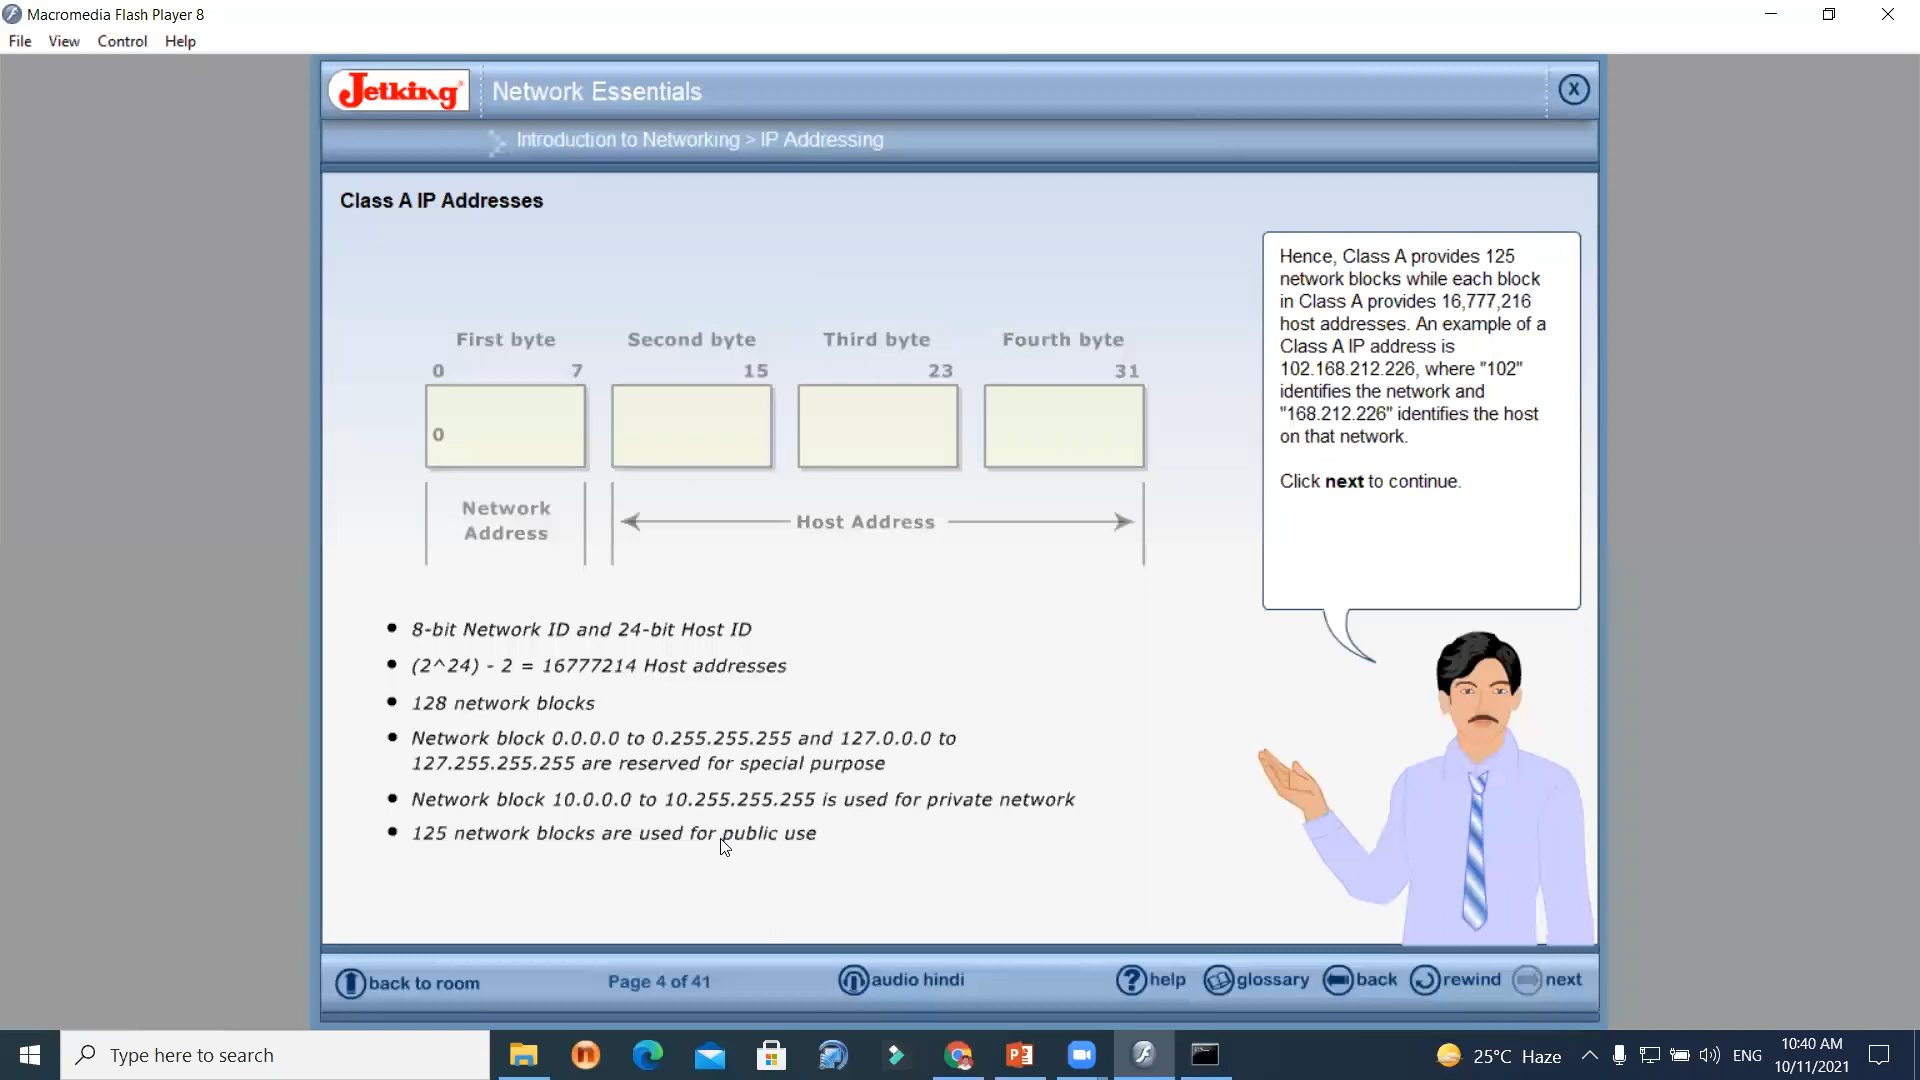 Macromedia Flash Player 8
File View Control Help
Jetking
Network Essentials
X
Introduction to Networking > IP Addressing
Class A IP Addresses
First byte Second byte Third byte Fourth byte
0 7 15 23 31
0
Network
Address
Host Address
8-bit Network ID and 24-bit Host ID
(2^24) - 2 = 16777214 Host addresses
128 network blocks
Network block 0.0.0.0 to 0.255.255.255 and 127.0.0.0 to
127.255.255.255 are reserved for special purpose
Network block 10.0.0.0 to 10.255.255.255 is used for private network
125 network blocks are used for public use
Hence, Class A provides 125
network blocks while each block
in Class A provides 16,777,216
host addresses. An example of a
Class A IP address is
102.168.212.226, where "102"
identifies the network and
"168.212.226" identifies the host
on that network.
Click next to continue.
back to room Page 4 of 41 audio hindi ? help glossary back rewind next
Type here to search
25°C Haze ENG 10:40 AM
10/11/2021